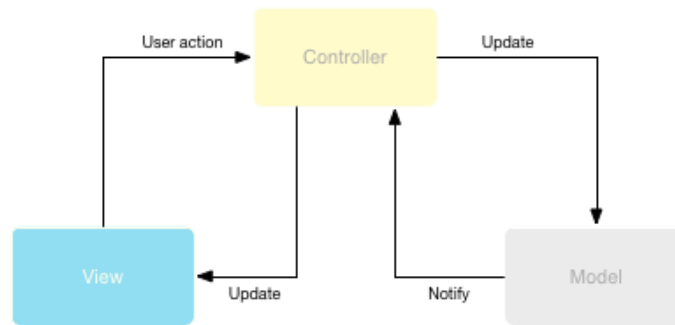 User action
Controller
Update
View
Update
Notify
Model